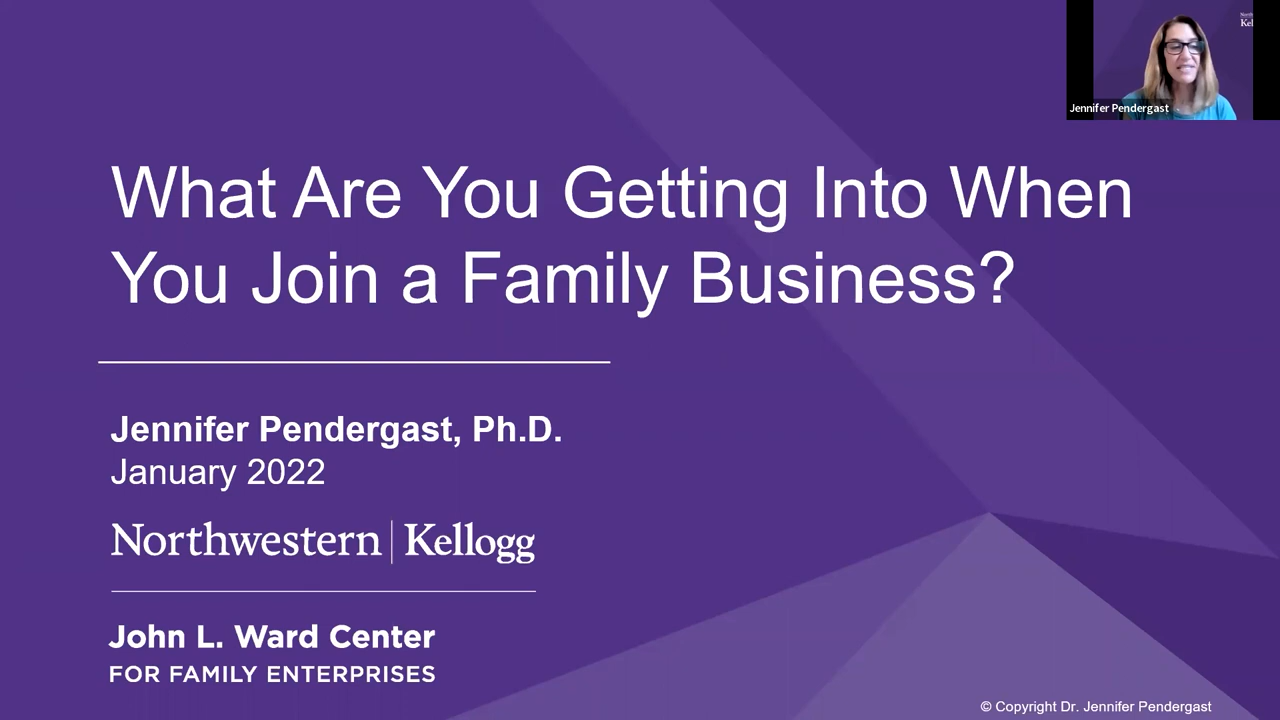 Kel
Jennifer Pendergast
What Are You Getting Into When
You Join a Family Business?
Jennifer Pendergast, Ph.D.
January 2022
Northwestern | Kellogg
John L. Ward Center
FOR FAMILY ENTERPRISES
© Copyright Dr. Jennifer Pendergast